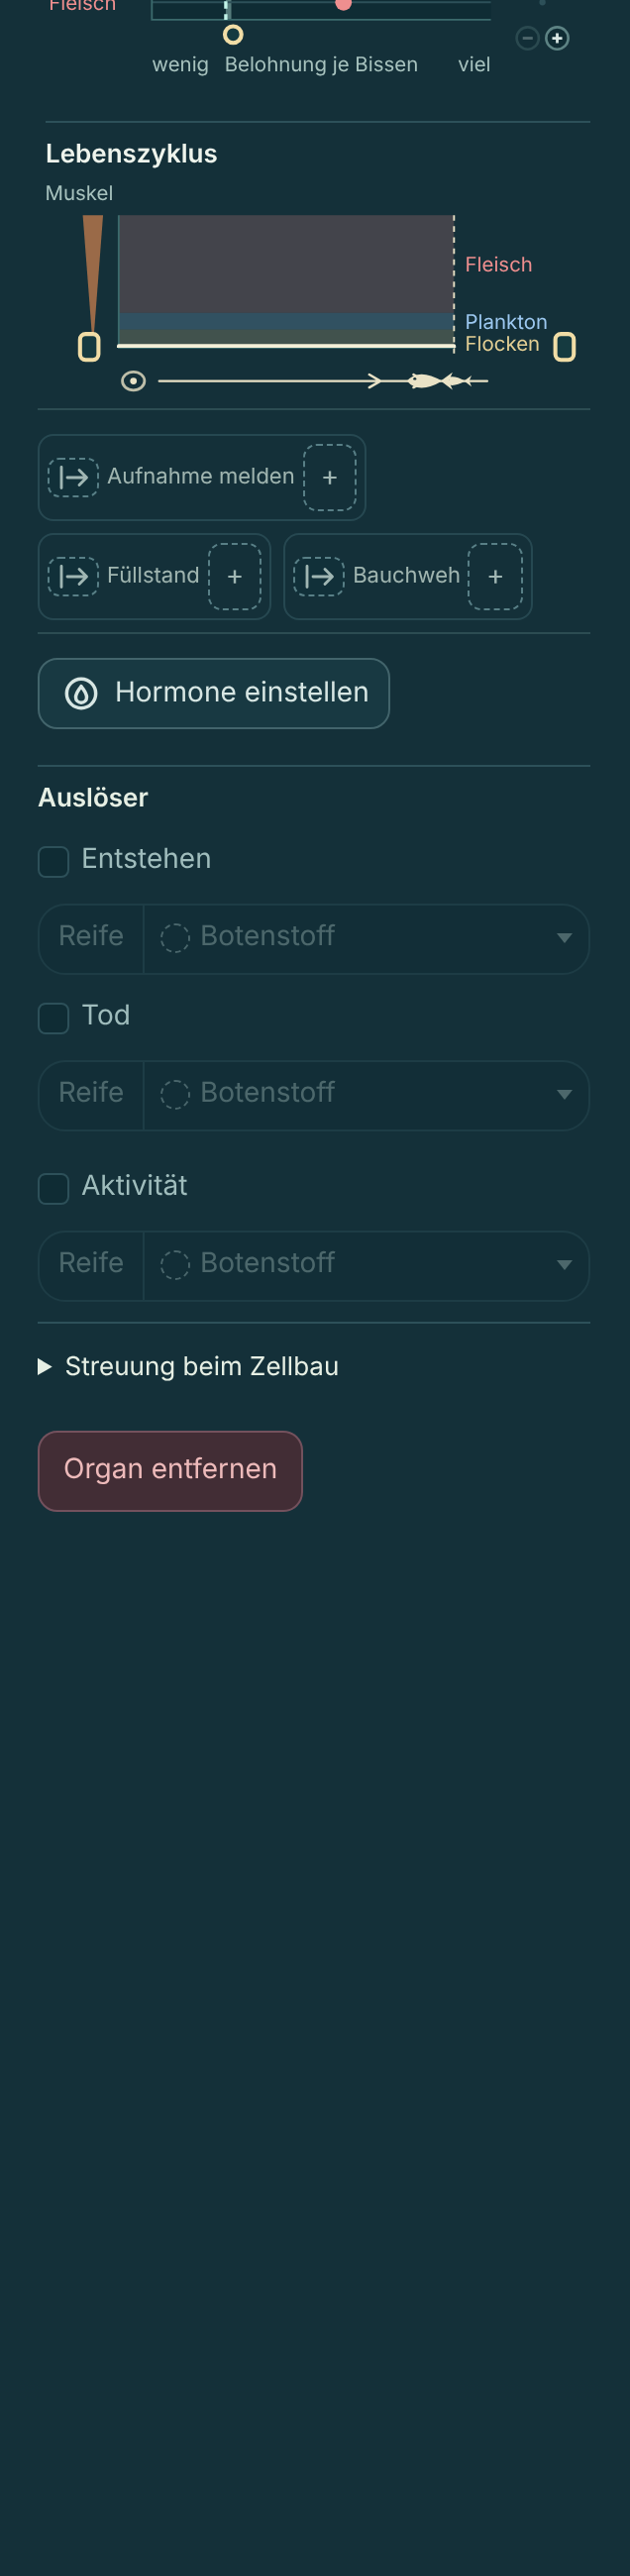 Fleisch
wenig Belohnung je Bissen viel
Lebenszyklus
Muskel
Fleisch
Plankton
Flocken
Aufnahme melden +
Füllstand + Bauchweh +
Hormone einstellen
Auslöser
Entstehen
Reife Botenstoff
Tod
Reife Botenstoff
Aktivität
Reife Botenstoff
Streuung beim Zellbau
Organ entfernen